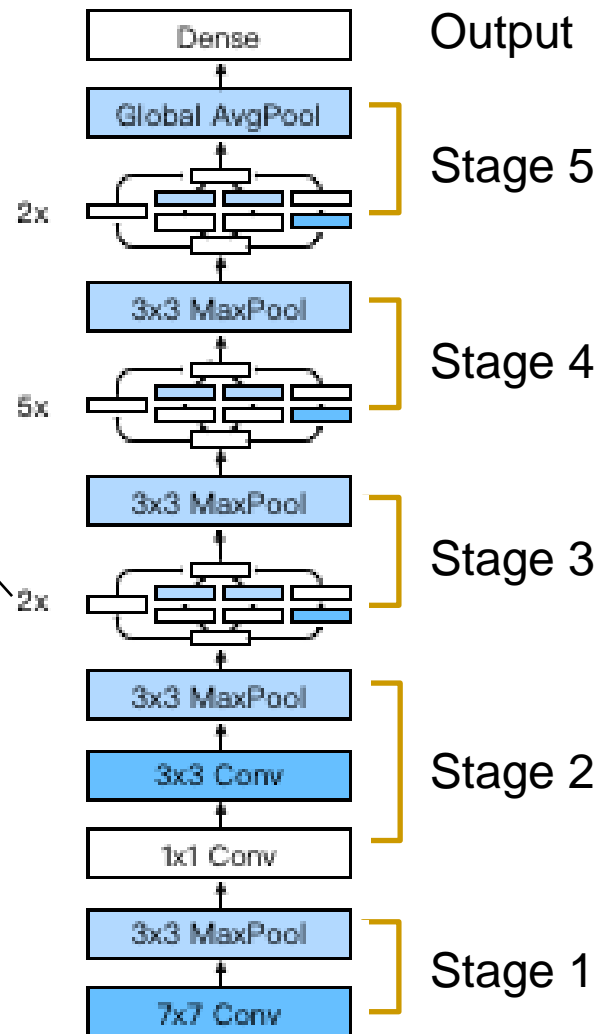 Dense Output
Global AvgPool
Stage 5
2x
3x3 MaxPool
Stage 4
5x
3x3 MaxPool
Stage 3
2x
3x3 MaxPool
3x3 Conv Stage 2
1x1 Conv
3x3 MaxPool
Stage 1
7x7 Conv